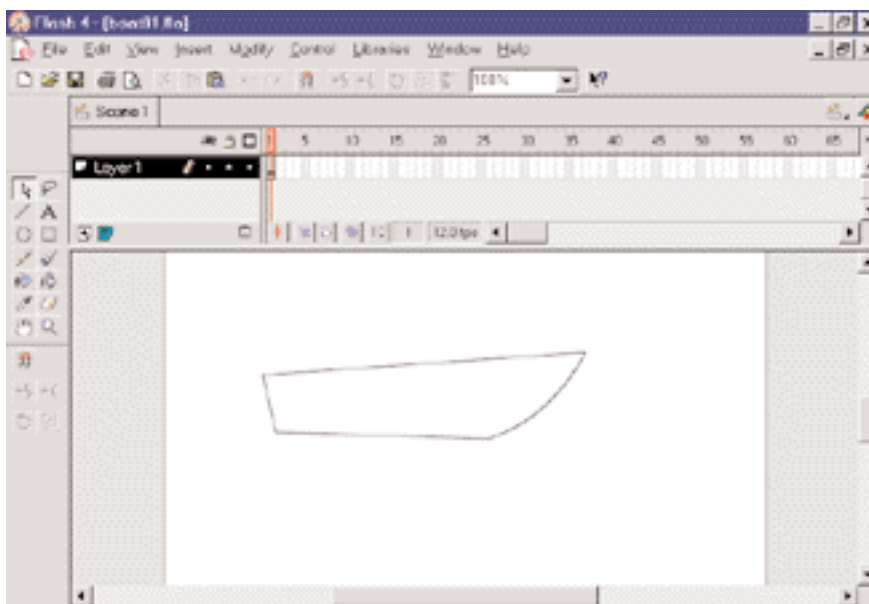 Flash 4 - [boat01.fla]
File Edit View Insert Modify Control Libraries Window Help
100%
Scene 1
5 10 15 20 25 30 35 40 45 50 55 60 65
Layer 1
1 12.0 fps